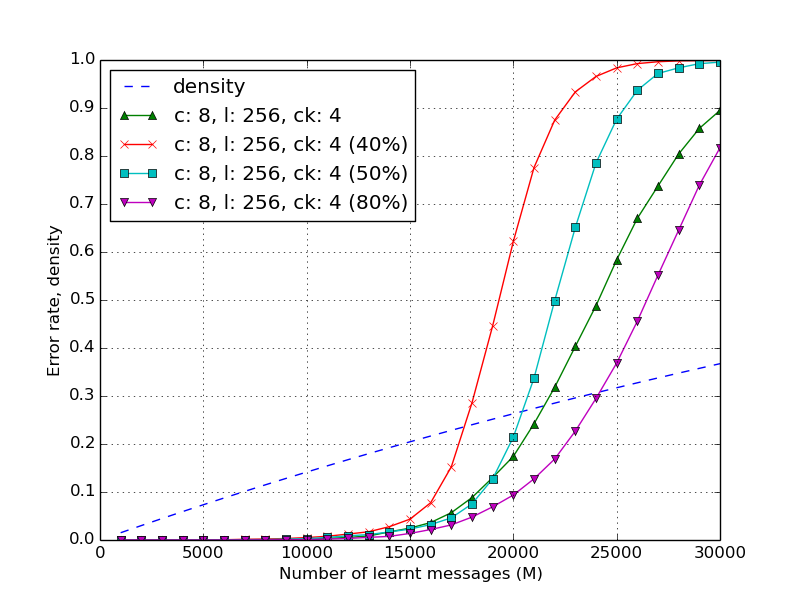 density
c: 8, l: 256, ck: 4
c: 8, l: 256, ck: 4 (40%)
c: 8, l: 256, ck: 4 (50%)
c: 8, l: 256, ck: 4 (80%)
1.0
0.9
0.8
0.7
0.6
0.5
0.4
0.3
0.2
0.1
0.0
Error rate, density
0 5000 10000 15000 20000 25000 30000
Number of learnt messages (M)